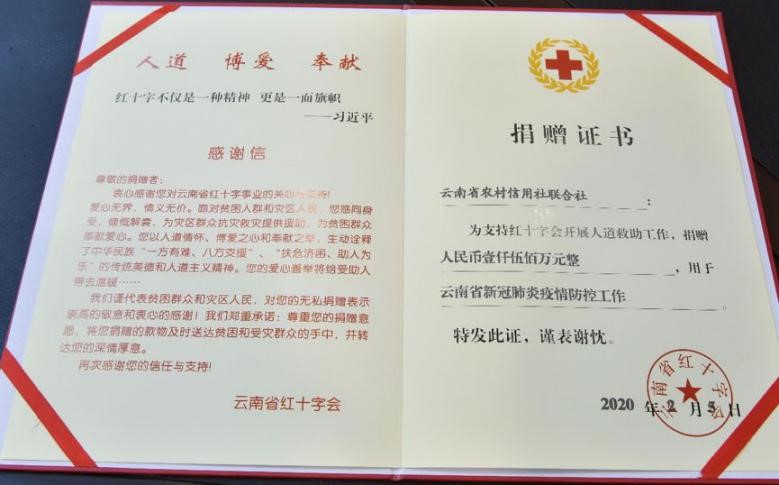 人道 博爱 奉献
红十字不仅是一种精神 更是一面旗帜
——习近平
感谢信
尊敬的捐赠者：
衷心感谢您对云南省红十字事业的关心与支持！
爱心无界，情义无价。面对贫困人群和灾区人民，您感同身
受，慷慨解囊，为灾区群众抗灾救灾提供援助，为贫困群众
奉献爱心。您以人道情怀、博爱之心和奉献之举，生动诠释
了中华民族“一方有难、八方支援”、“扶危济困、助人为
乐”的传统美德和人道主义精神。您的爱心善举将给受助人
带去温暖……
我们谨代表贫困群众和灾区人民，对您的无私捐赠表示
崇高的敬意和衷心的感谢！我们郑重承诺：尊重您的捐赠意
愿，将您捐赠的款物及时送达贫困和受灾群众的手中，并转
达您的深情厚意。
再次感谢您的信任与支持！
云南省红十字会
捐赠证书
云南省农村信用社联合社：
为支持红十字会开展人道救助工作，捐赠
人民币壹仟伍佰万元整，用于
云南省新冠肺炎疫情防控工作。
特发此证，谨表谢忱。
云南省红十字会
2020年2月5日